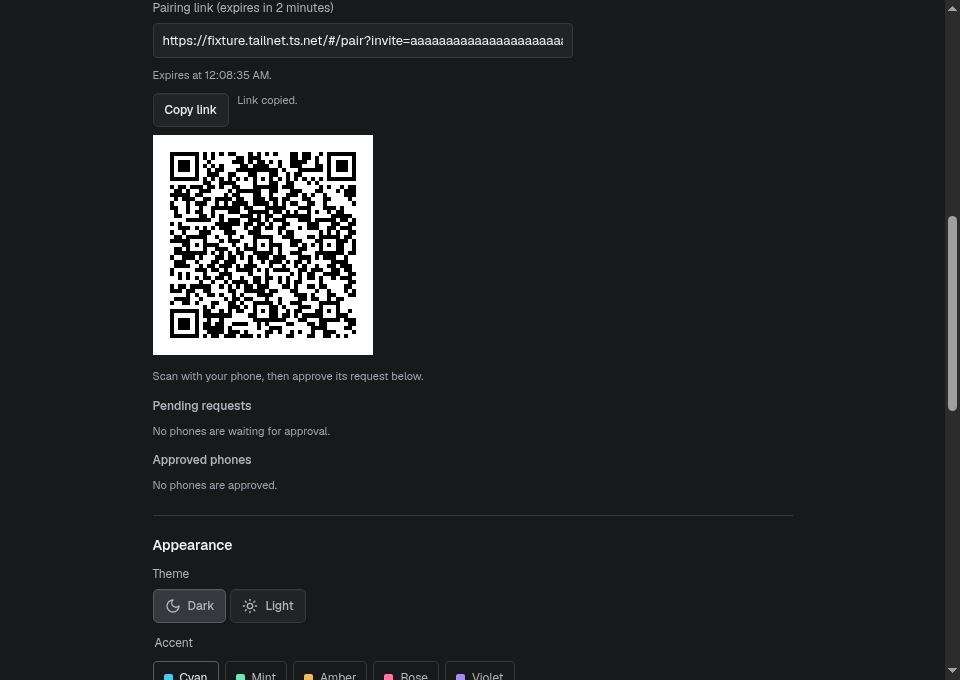 Pairing link (expires in 2 minutes)
https://fixture.tailnet.ts.net/#/pair?invite=aaaaaaaaaaaaaaaaaaaaaa
Expires at 12:08:35 AM.
Copy link
Link copied.
Scan with your phone, then approve its request below.
Pending requests
No phones are waiting for approval.
Approved phones
No phones are approved.
Appearance
Theme
Dark
Light
Accent
Cyan
Mint
Amber
Rose
Violet